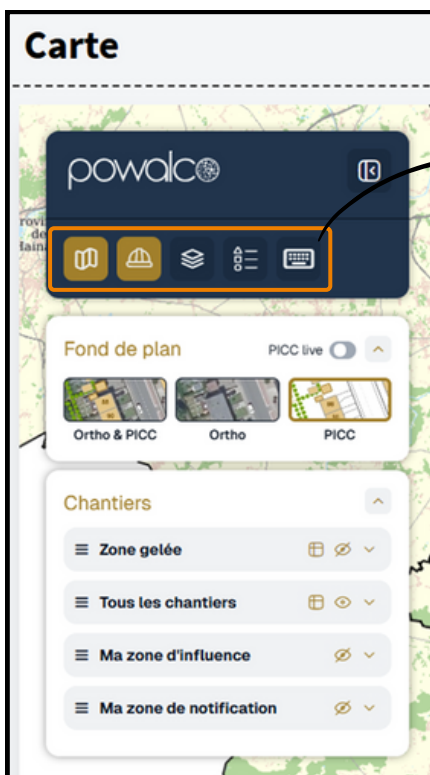 Carte
powalco
Fond de plan
PICC live
Ortho & PICC
Ortho
PICC
Chantiers
Zone gelée
Tous les chantiers
Ma zone d'influence
Ma zone de notification